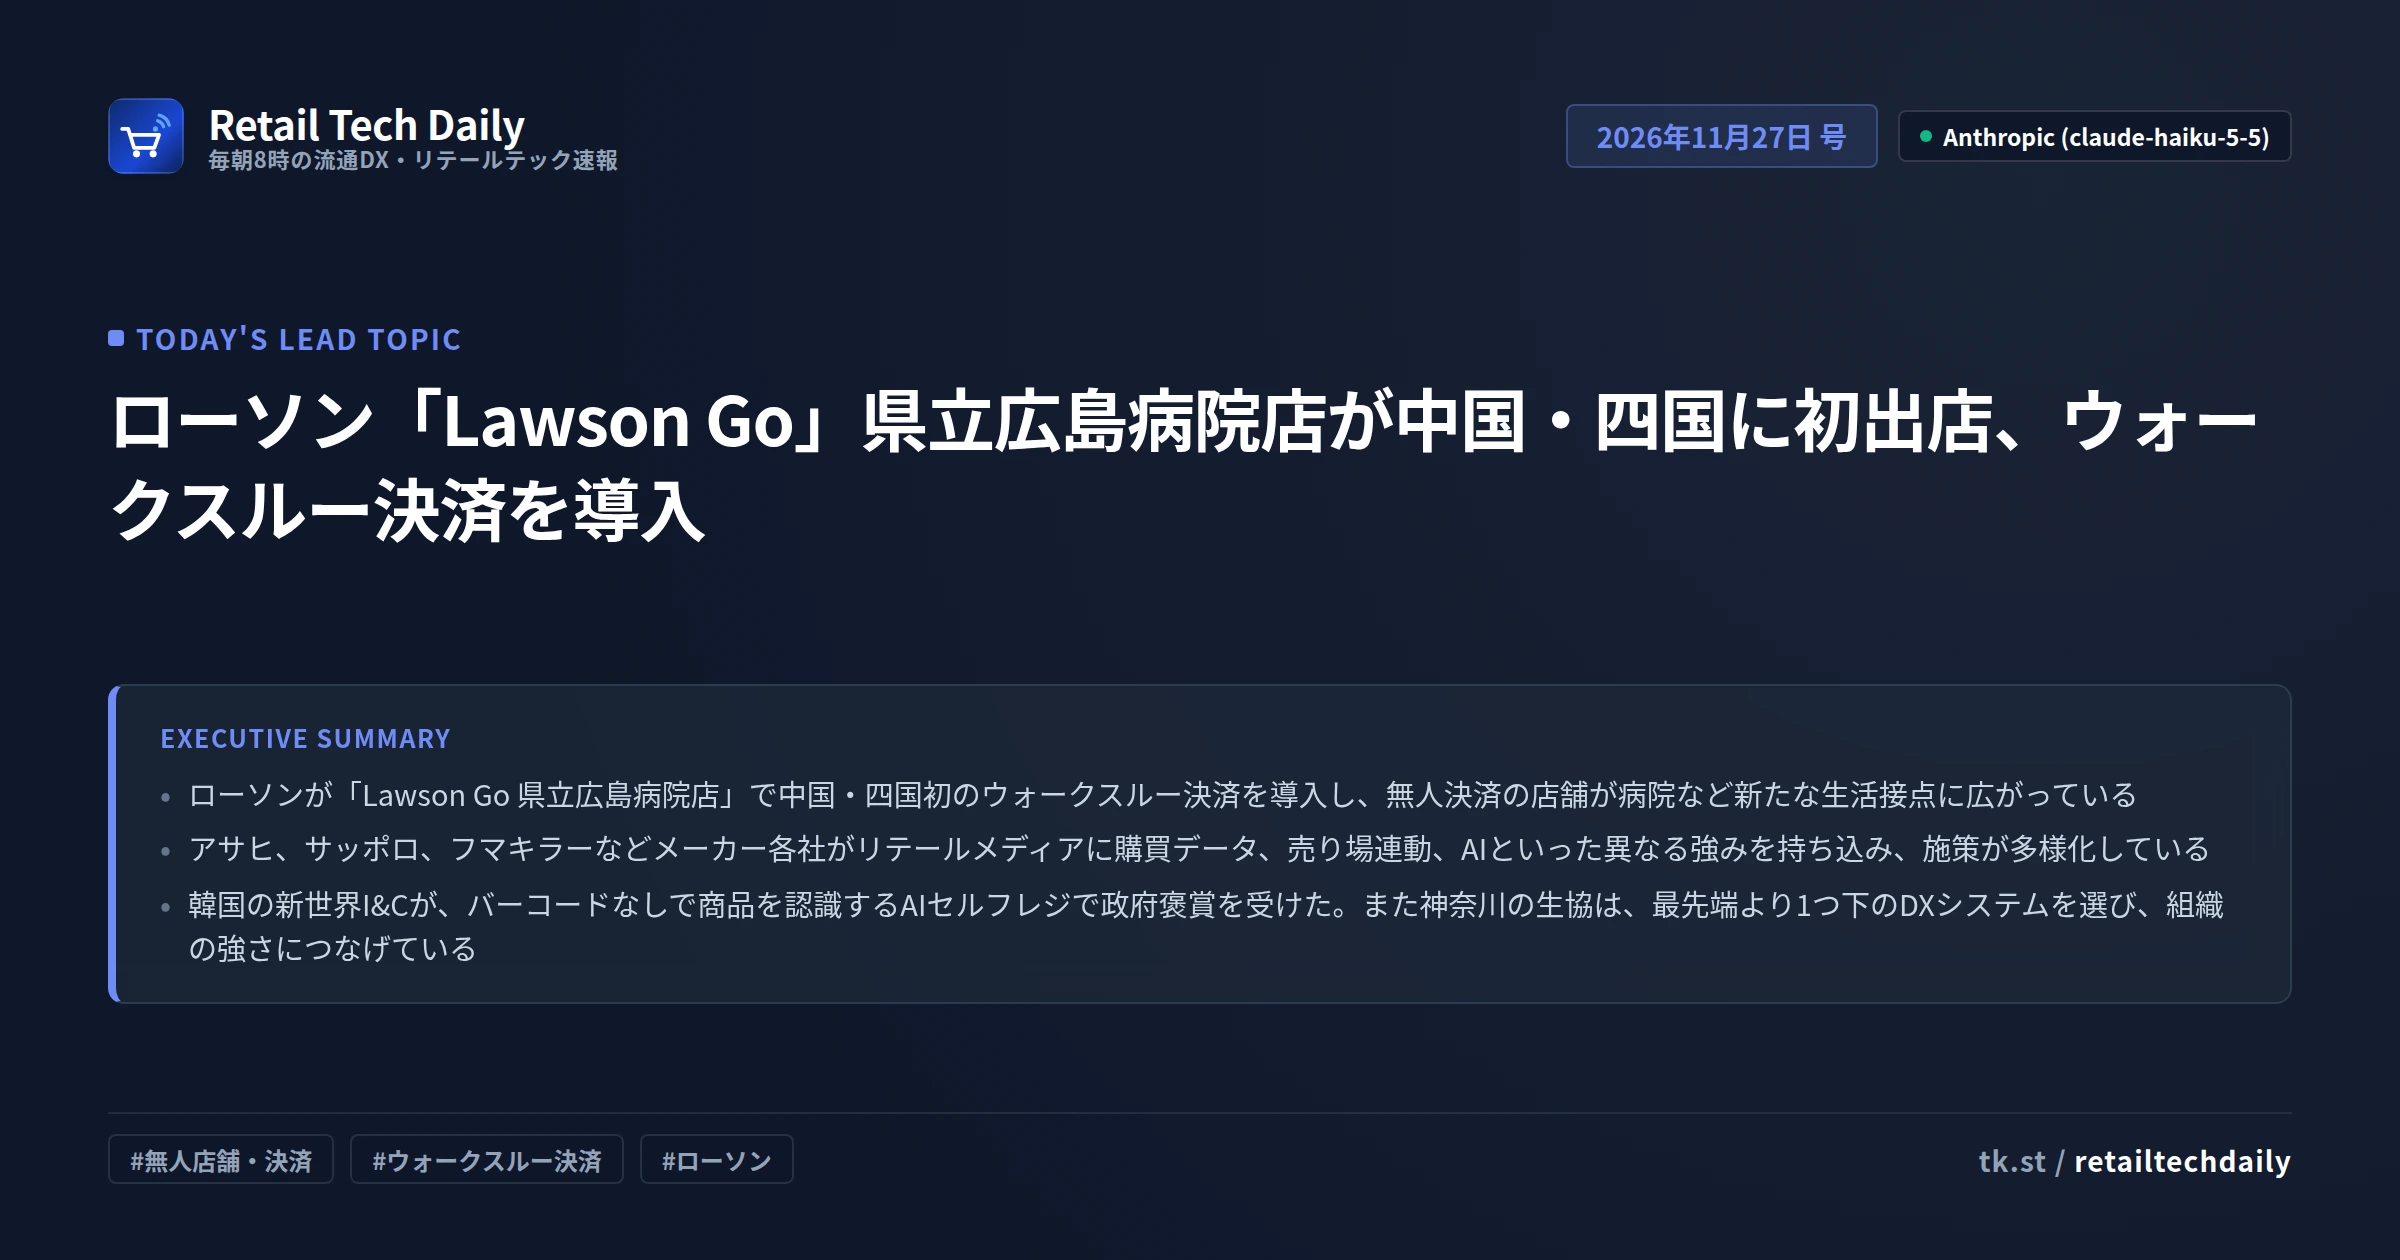 Retail Tech Daily
毎朝8時の流通DX・リテールテック速報
2026年11月27日 号
Anthropic (claude-haiku-5-5)
TODAY'S LEAD TOPIC
ローソン「Lawson Go」県立広島病院店が中国・四国に初出店、ウォー
クスルー決済を導入
EXECUTIVE SUMMARY
• ローソンが「Lawson Go 県立広島病院店」で中国・四国初のウォークスルー決済を導入し、無人決済の店舗が病院など新たな生活接点に広がっている
• アサヒ、サッポロ、フマキラーなどメーカー各社がリテールメディアに購買データ、売り場連動、AIといった異なる強みを持ち込み、施策が多様化している
• 韓国の新世界I&Cが、バーコードなしで商品を認識するAIセルフレジで政府褒賞を受けた。また神奈川の生協は、最先端より1つ下のDXシステムを選び、組織
の強さにつなげている
#無人店舗・決済
#ウォークスルー決済
#ローソン
tk.st / retailtechdaily